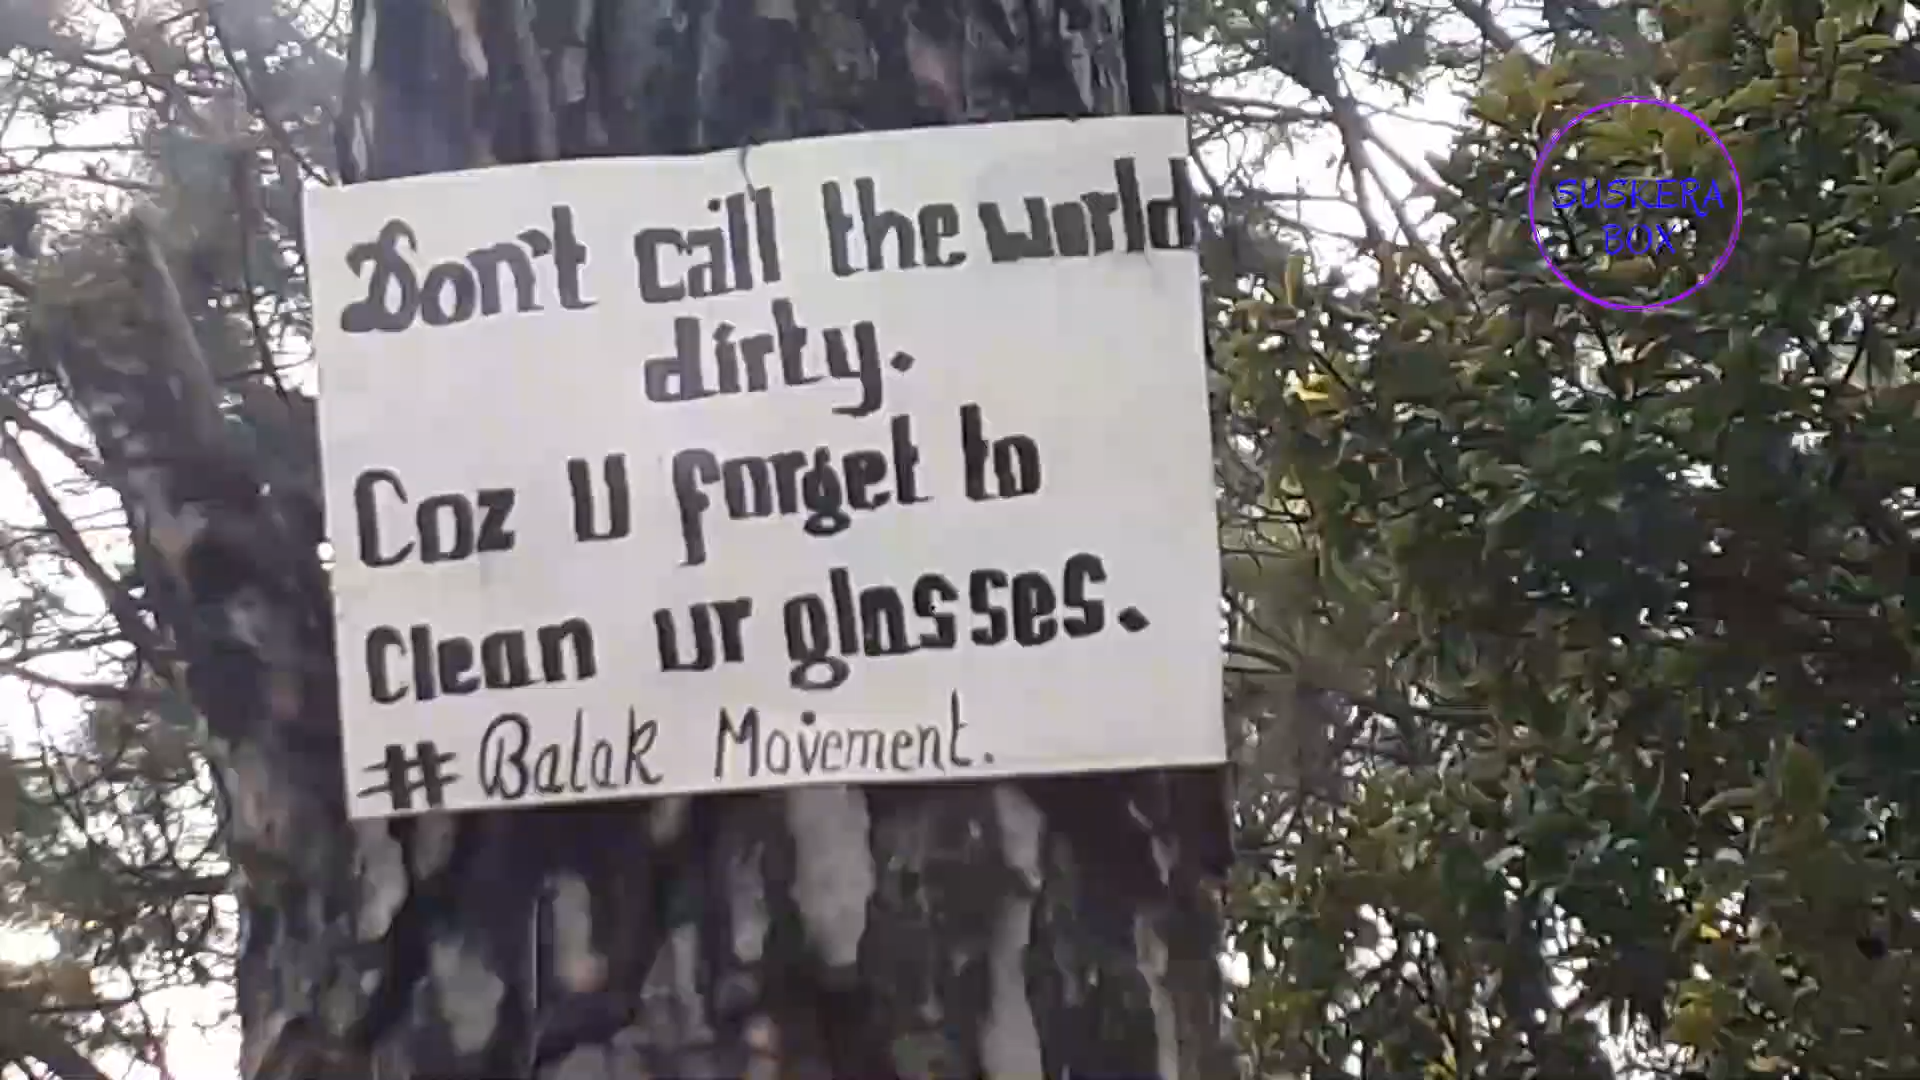 Don't call the world
dirty.
Coz U forget to
Clean ur glasses.
# Balak Movement.
SUSKERA
BOX